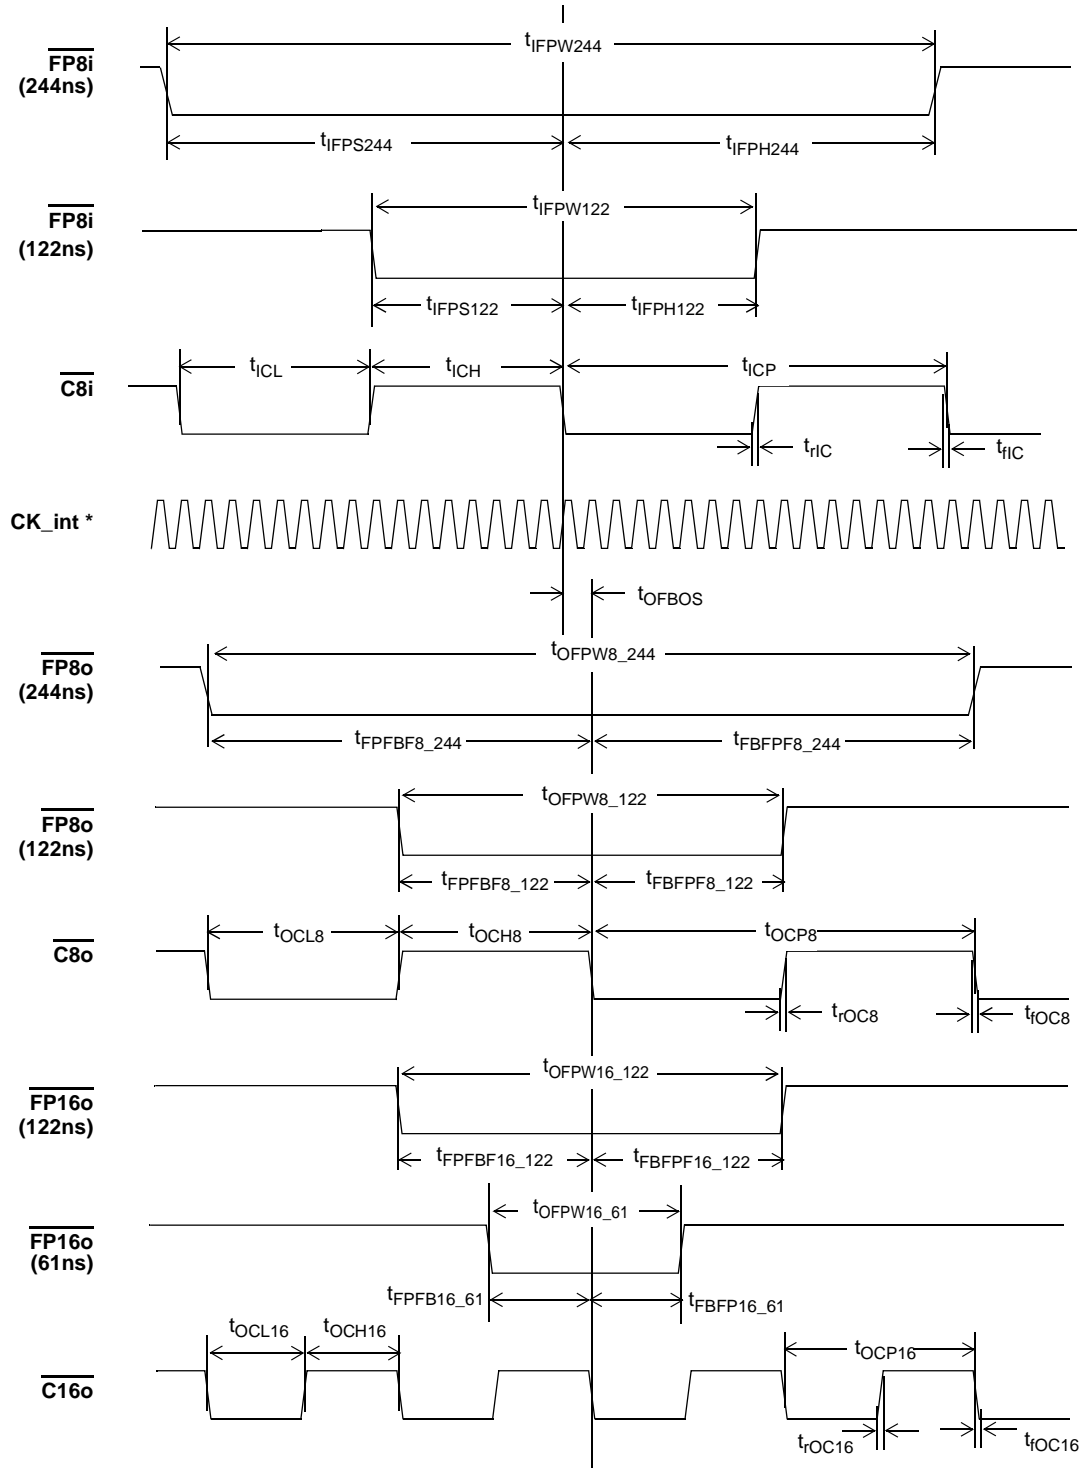 FP8i
(244ns)
tIFPW244
tIFPS244
tIFPH244
FP8i
(122ns)
tIFPW122
tIFPS122
tIFPH122
C8i
tICL
tICH
tICP
trIC
tfIC
CK_int *
tOFBOS
FP8o
(244ns)
tOFPW8_244
tFPFBF8_244
tFBFPF8_244
FP8o
(122ns)
tOFPW8_122
tFPFBF8_122
tFBFPF8_122
C8o
tOCL8
tOCH8
tOCP8
trOC8
tfOC8
FP16o
(122ns)
tOFPW16_122
tFPFBF16_122
tFBFPF16_122
FP16o
(61ns)
tOFPW16_61
tFPFB16_61
tFBFP16_61
C16o
tOCL16
tOCH16
tOCP16
trOC16
tfOC16